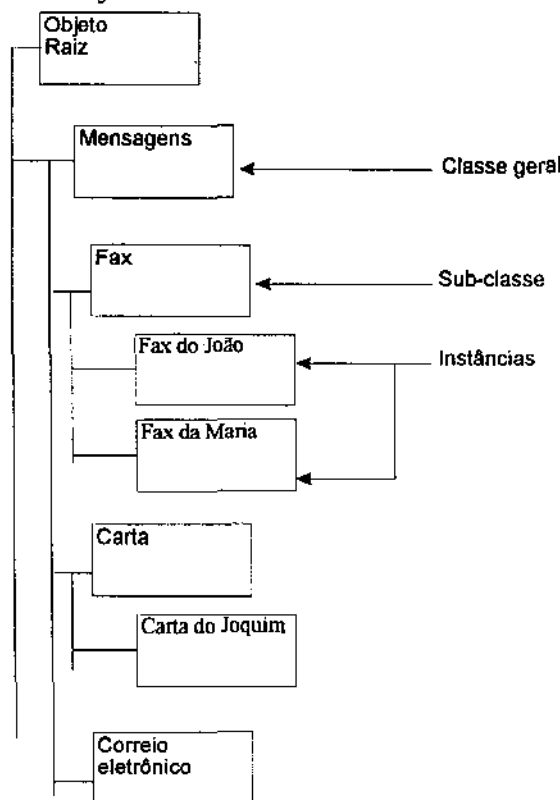 Objeto
Raiz
Mensagens
Classe geral
Fax
Sub-classe
Fax do João
Instâncias
Fax da Maria
Carta
Carta do Joquim
Correio
eletrônico